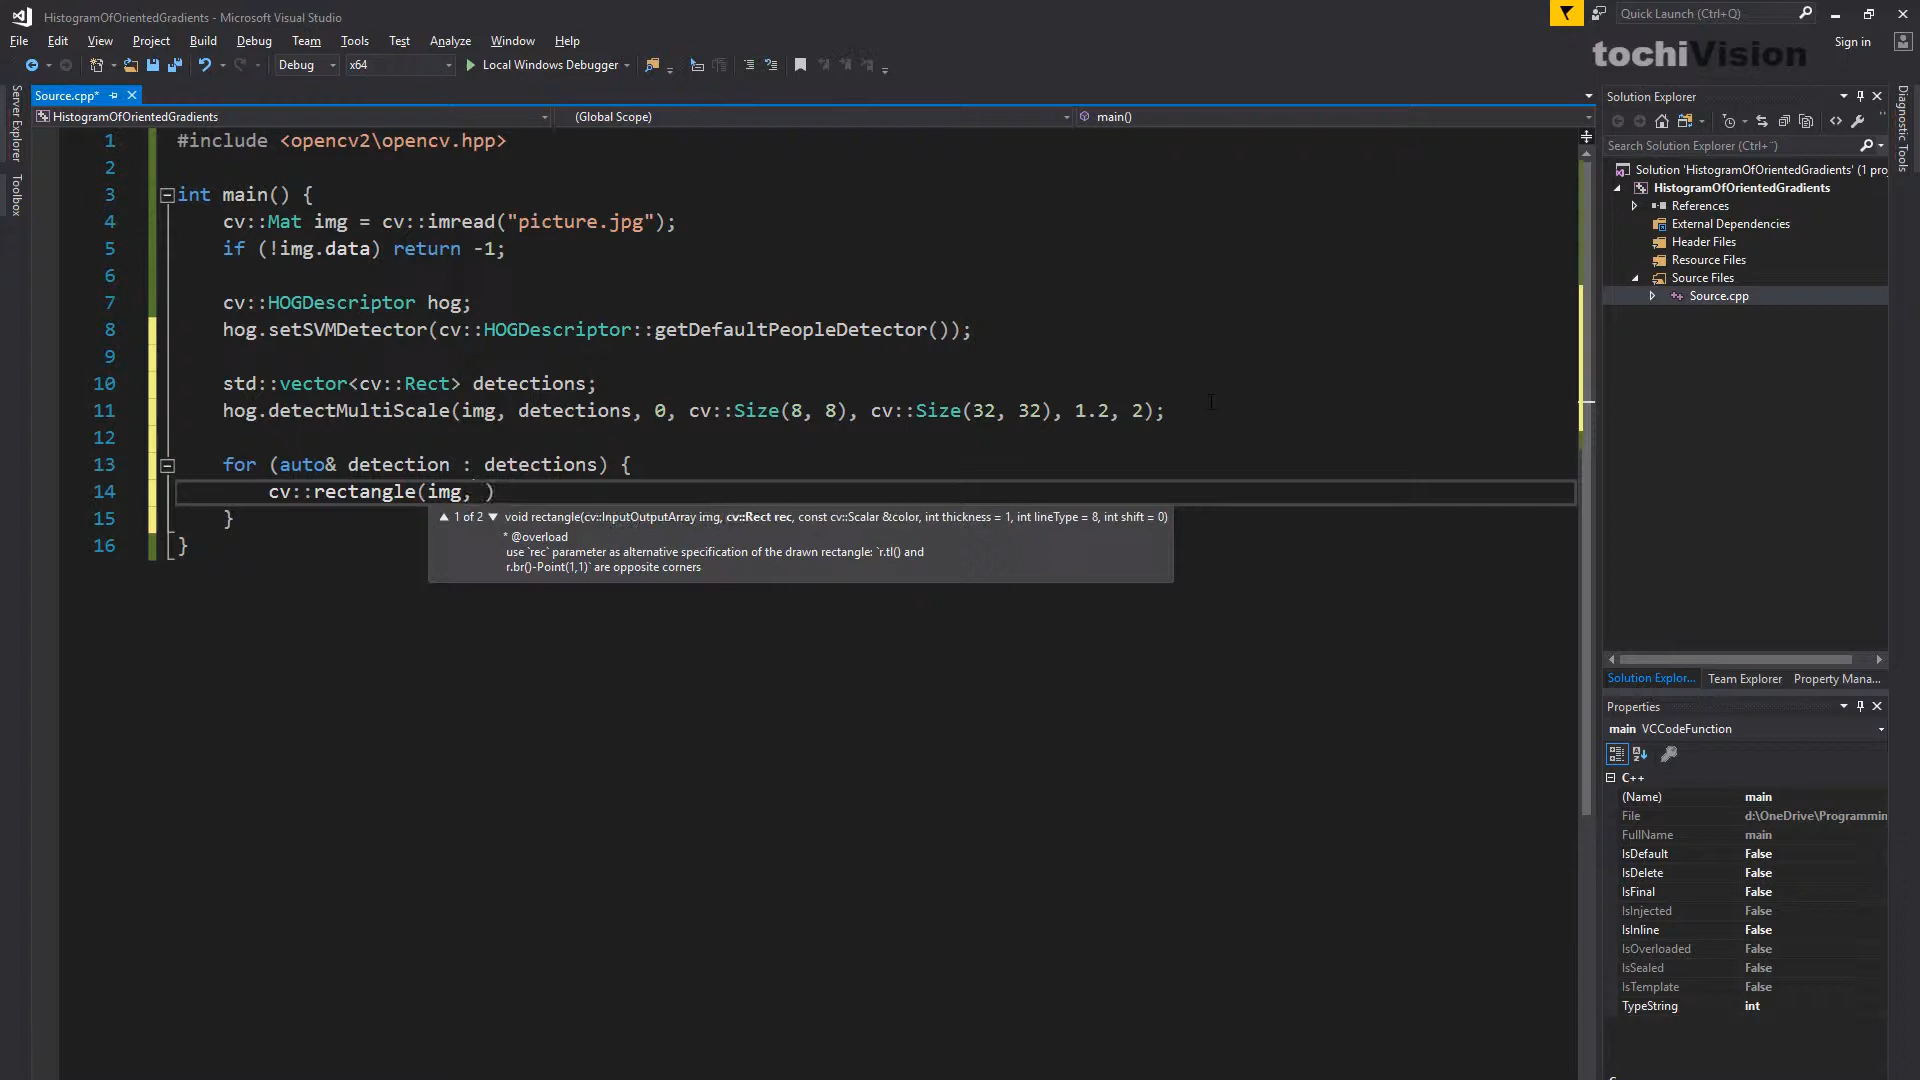 HistogramOfOrientedGradients - Microsoft Visual Studio
Quick Launch (Ctrl+Q)
File Edit View Project Build Debug Team Tools Test Analyze Window Help
Sign in
tochiVision
Debug x64 Local Windows Debugger
Server Explorer
Toolbox
Source.cpp*
HistogramOfOrientedGradients (Global Scope) main()
1 #include <opencv2\opencv.hpp>
2
3 int main() {
4 cv::Mat img = cv::imread("picture.jpg");
5 if (!img.data) return -1;
6
7 cv::HOGDescriptor hog;
8 hog.setSVMDetector(cv::HOGDescriptor::getDefaultPeopleDetector());
9
10 std::vector<cv::Rect> detections;
11 hog.detectMultiScale(img, detections, 0, cv::Size(8, 8), cv::Size(32, 32), 1.2, 2);
12
13 for (auto& detection : detections) {
14 cv::rectangle(img, )
15 }
16 }
1 of 2 void rectangle(cv::InputOutputArray img, cv::Rect rec, const cv::Scalar &color, int thickness = 1, int lineType = 8, int shift = 0)
* @overload
use `rec` parameter as alternative specification of the drawn rectangle: `r.tl() and
r.br()-Point(1,1)` are opposite corners
Solution Explorer
Search Solution Explorer (Ctrl+¨)
Solution 'HistogramOfOrientedGradients' (1 proj
HistogramOfOrientedGradients
References
External Dependencies
Header Files
Resource Files
Source Files
Source.cpp
Solution Explor... Team Explorer Property Mana...
Properties
main VCCodeFunction
C++
(Name) main
File d:\OneDrive\Programmin
FullName main
IsDefault False
IsDelete False
IsFinal False
IsInjected False
IsInline False
IsOverloaded False
IsSealed False
IsTemplate False
TypeString int
Diagnostic Tools